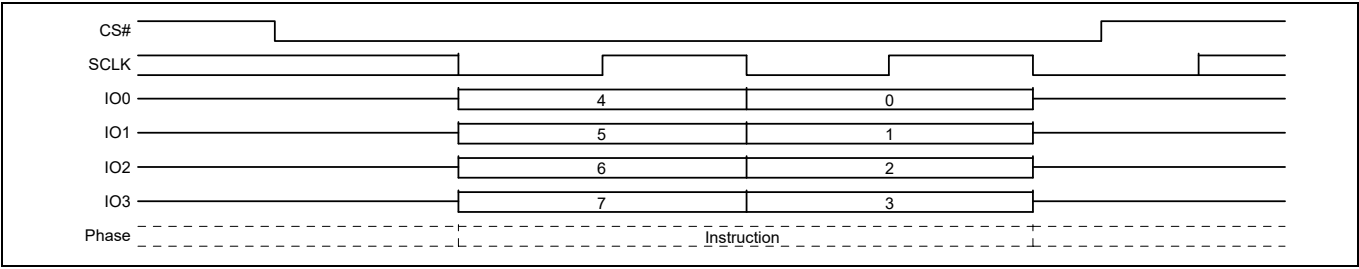 CS#
SCLK
IO0 4 0
IO1 5 1
IO2 6 2
IO3 7 3
Phase Instruction